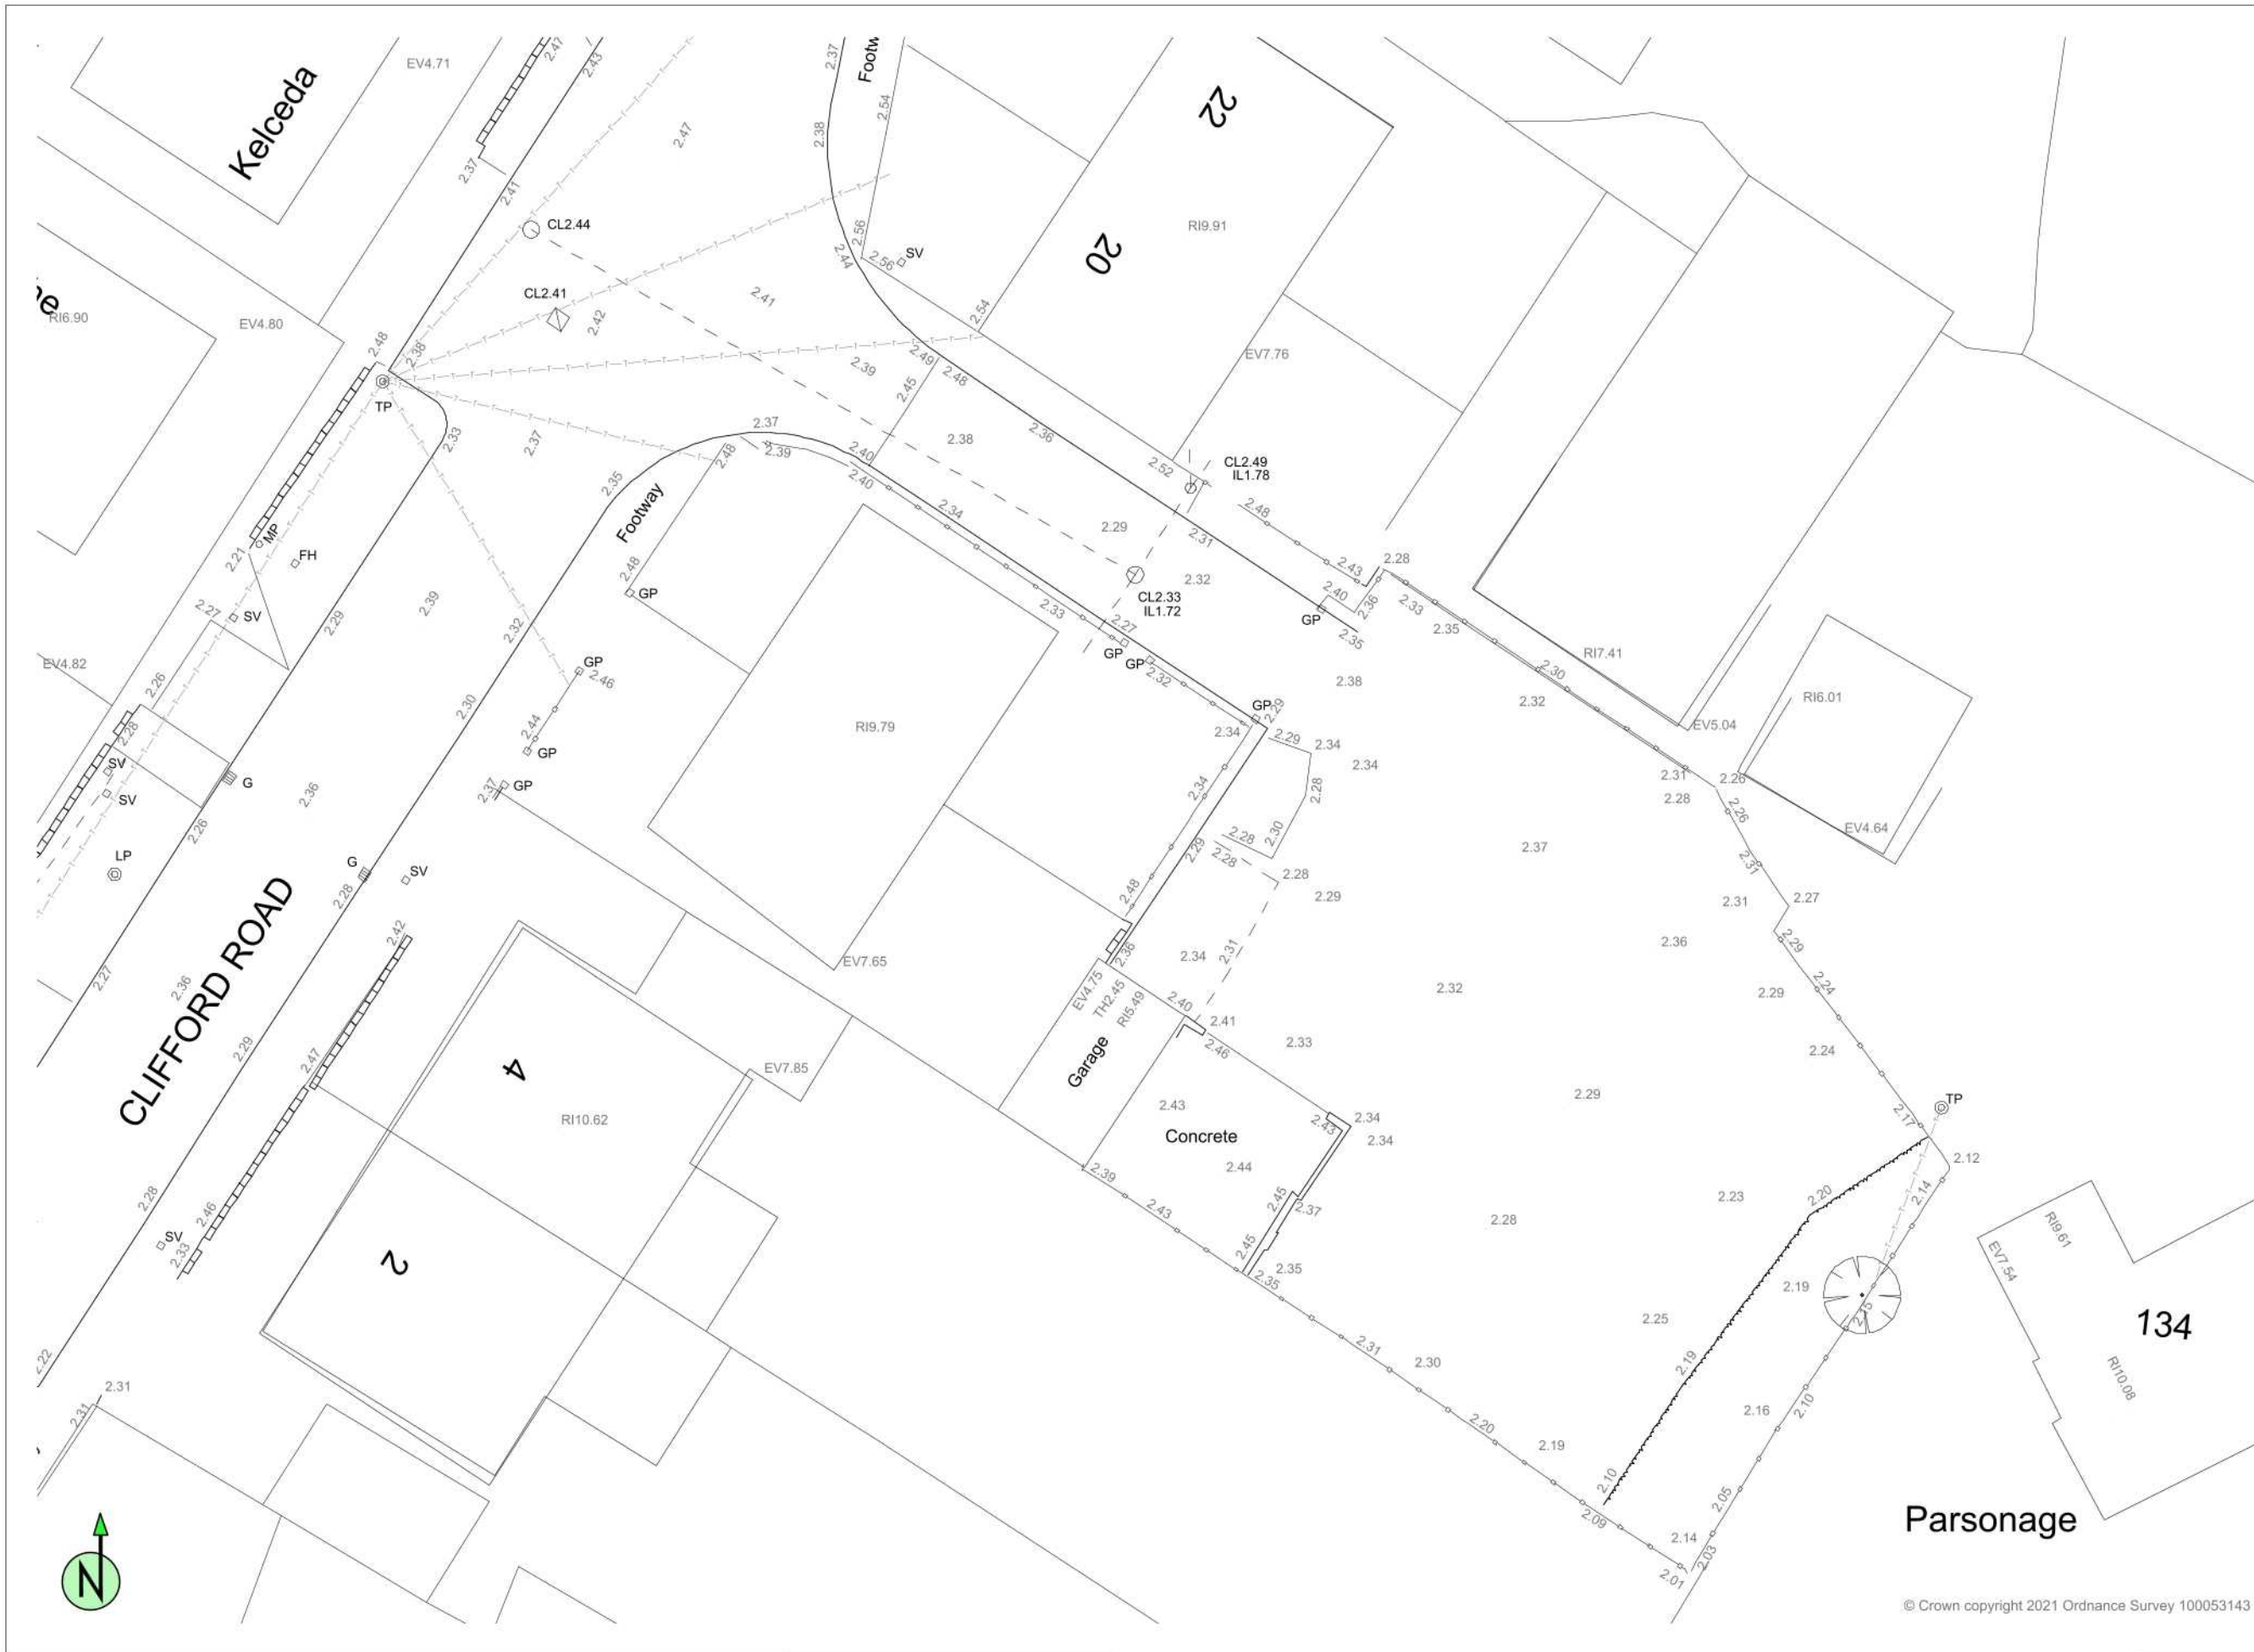 2.47
2.43
EV4.71
Kelceda
2.37
2.41
2.47
2.37
Footw
2.54
2.38
22
CL2.44
2.56
2.44
2.56
SV
20
RI9.91
CL2.41
2.42
2.41
2.54
RI6.90
EV4.80
2.48
2.38
TP
2.49
2.48
2.39
2.45
EV7.76
2.33
2.37
2.37
2.48
2.39
2.40
2.40
2.38
2.36
2.52
CL2.49
IL1.78
2.35
Footway
2.34
2.48
2.29
2.31
2.21
MP
FH
2.48
GP
2.43
2.28
2.32
CL2.33
IL1.72
2.40
2.36
2.33
2.35
GP
2.35
2.27
SV
2.39
2.29
2.32
2.33
2.27
GP
GP
2.32
EV4.82
2.26
GP
2.46
2.38
2.30
2.32
RI7.41
RI6.01
2.30
2.44
GP
RI9.79
GP
2.29
2.34
2.29
2.34
2.34
EV5.04
2.28
SV
SV
G
2.36
2.37
GP
2.34
2.28
2.31
2.28
2.26
2.26
EV4.64
2.26
LP
G
2.28
SV
2.29
2.28
2.30
2.28
2.28
2.29
2.37
2.31
2.27
2.31
2.48
2.42
2.36
2.27
CLIFFORD ROAD
EV7.65
2.36
2.34
2.31
2.36
2.29
2.24
2.29
2.32
EV4.75
TH2.45
RI5.49
2.40
2.41
2.46
2.33
Garage
2.29
2.47
4
EV7.85
RI10.62
2.43
Concrete
2.44
2.43
2.34
2.34
2.29
2.24
2.17
TP
2.12
2.14
2.39
2.43
2.45
2.37
2.45
2.35
2.35
2.28
2.23
2.20
2.28
2.46
SV
2.33
2
RI9.61
EV7.54
134
RI10.08
2.19
2.15
2.25
2.22
2.31
2.31
2.31
2.30
2.19
2.16
2.10
2.20
2.19
2.10
2.09
2.05
2.14
2.03
2.01
Parsonage
N
© Crown copyright 2021 Ordnance Survey 100053143